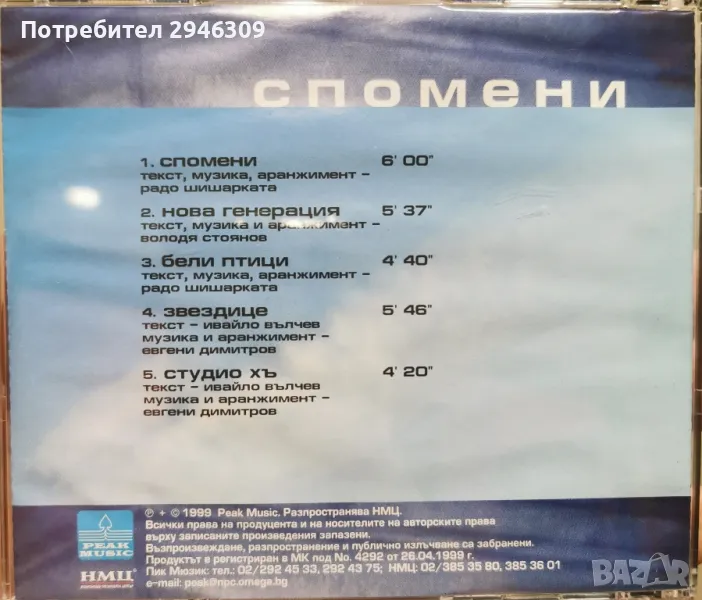 Потребител 2946309
спомени
1. спомени 6' 00"
текст, музика, аранжимент –
радо шишарката
2. нова генерация 5' 37"
текст, музика и аранжимент –
володя стоянов
3. бели птици 4' 40"
текст, музика, аранжимент –
радо шишарката
4. звездице 5' 46"
текст – ивайло вълчев
музика и аранжимент –
евгени димитров
5. студио хъ 4' 20"
текст – ивайло вълчев
музика и аранжимент –
евгени димитров
PEAK
MUSIC
НМЦ
℗ + © 1999 Peak Music. Разпространява НМЦ.
Всички права на продуцента и на носителите на авторските права
върху записаните произведения запазени.
Възпроизвеждане, разпространение и публично излъчване са забранени.
Продуктът е регистриран в МК под No. 4292 от 26.04.1999 г.
Пик Мюзик: тел.: 02/292 45 33, 292 43 75; НМЦ: 02/385 35 80, 385 36 01
e-mail: peak@npc.omega.bg
BAZAR